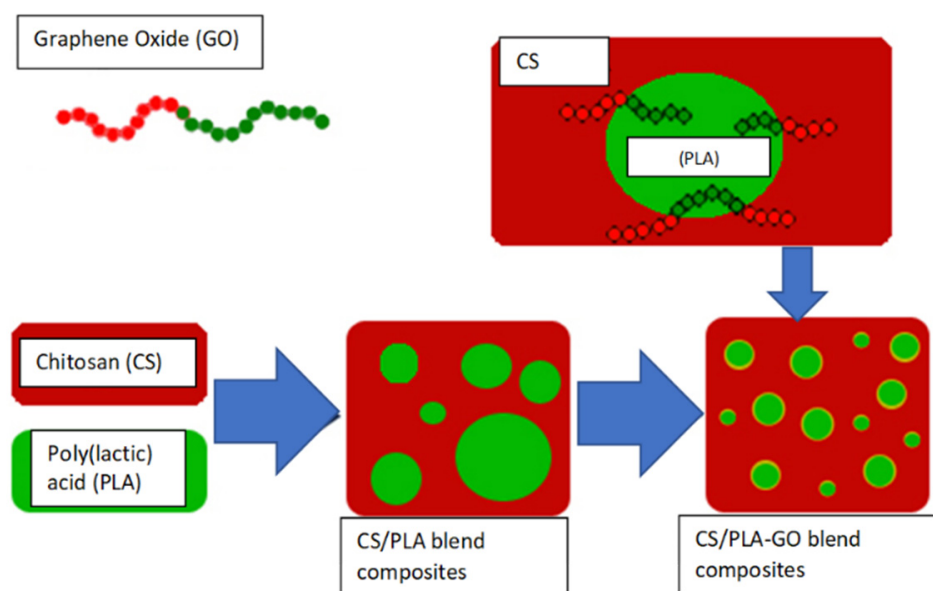 Graphene Oxide (GO)
CS
(PLA)
Chitosan (CS)
Poly(lactic)
acid (PLA)
CS/PLA blend
composites
CS/PLA-GO blend
composites